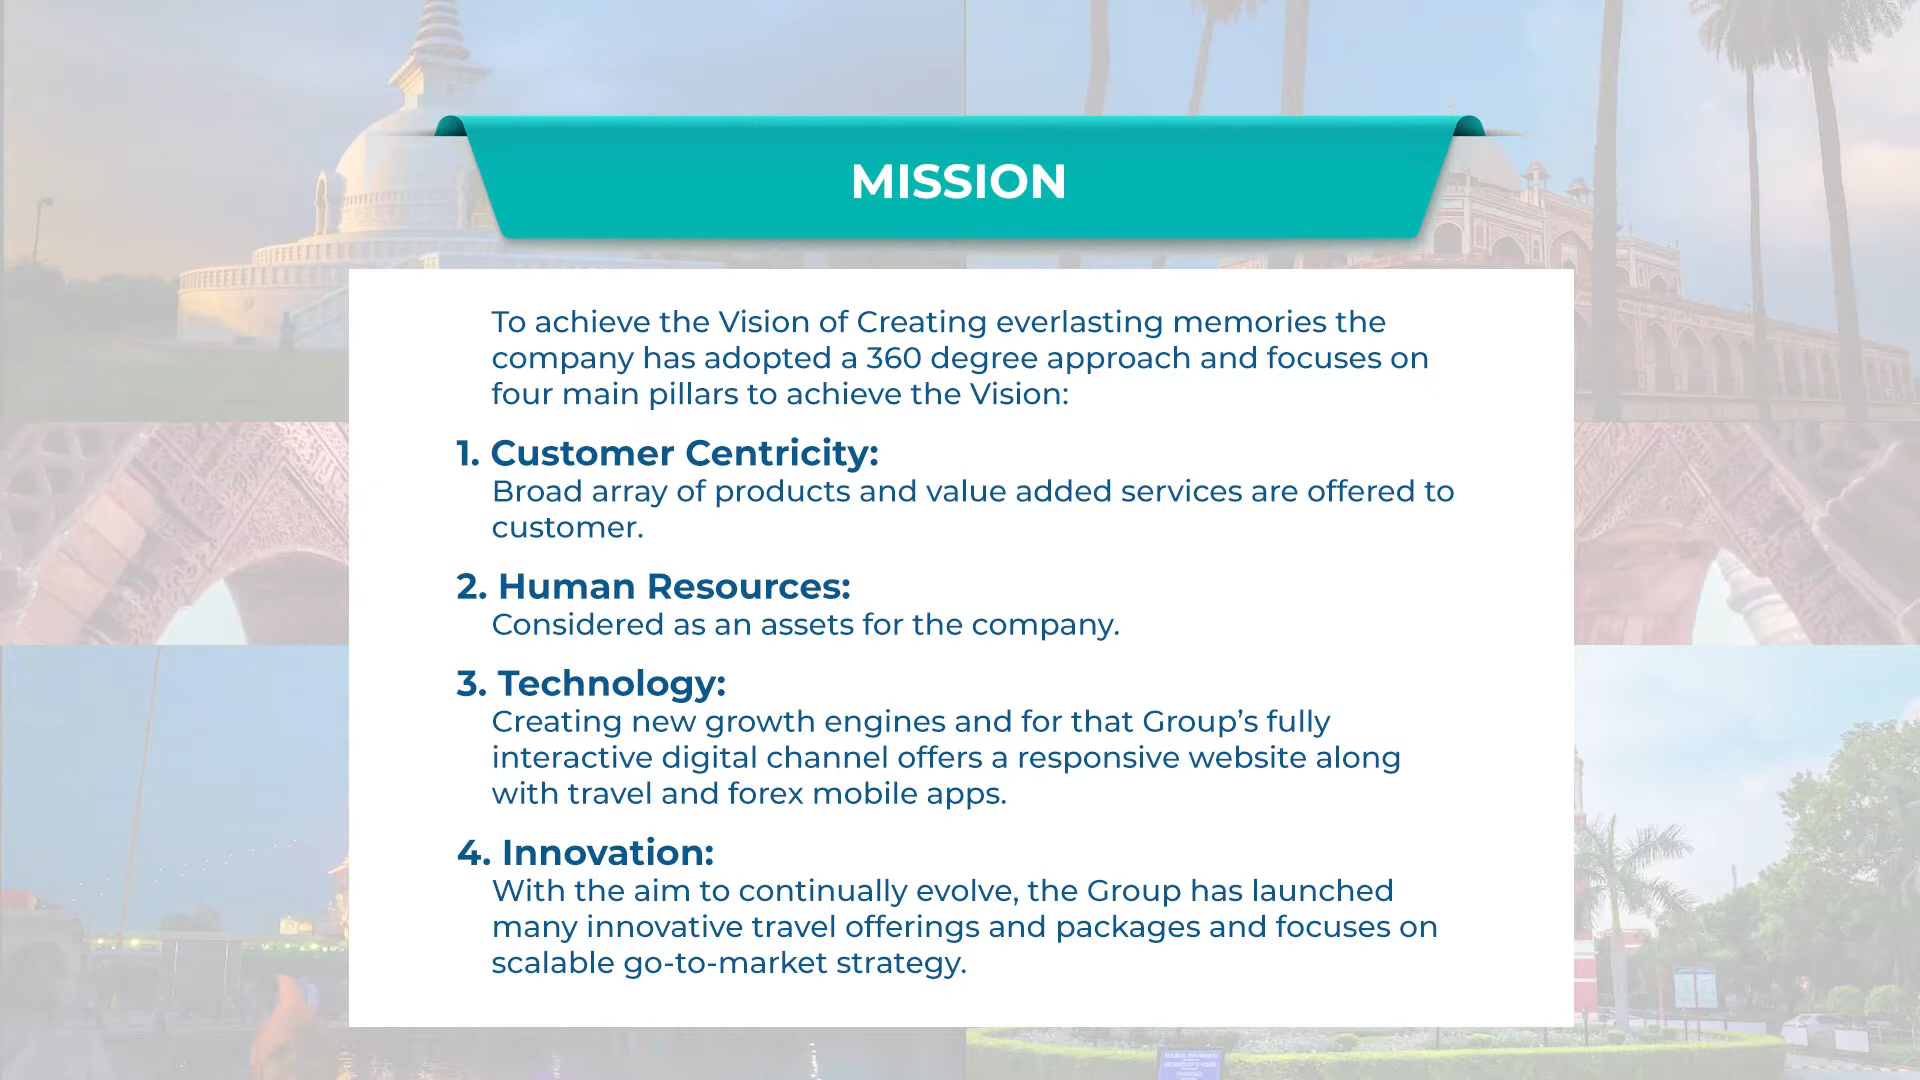 MISSION
To achieve the Vision of Creating everlasting memories the
company has adopted a 360 degree approach and focuses on
four main pillars to achieve the Vision:
1. Customer Centricity:
Broad array of products and value added services are offered to
customer.
2. Human Resources:
Considered as an assets for the company.
3. Technology:
Creating new growth engines and for that Group’s fully
interactive digital channel offers a responsive website along
with travel and forex mobile apps.
4. Innovation:
With the aim to continually evolve, the Group has launched
many innovative travel offerings and packages and focuses on
scalable go-to-market strategy.